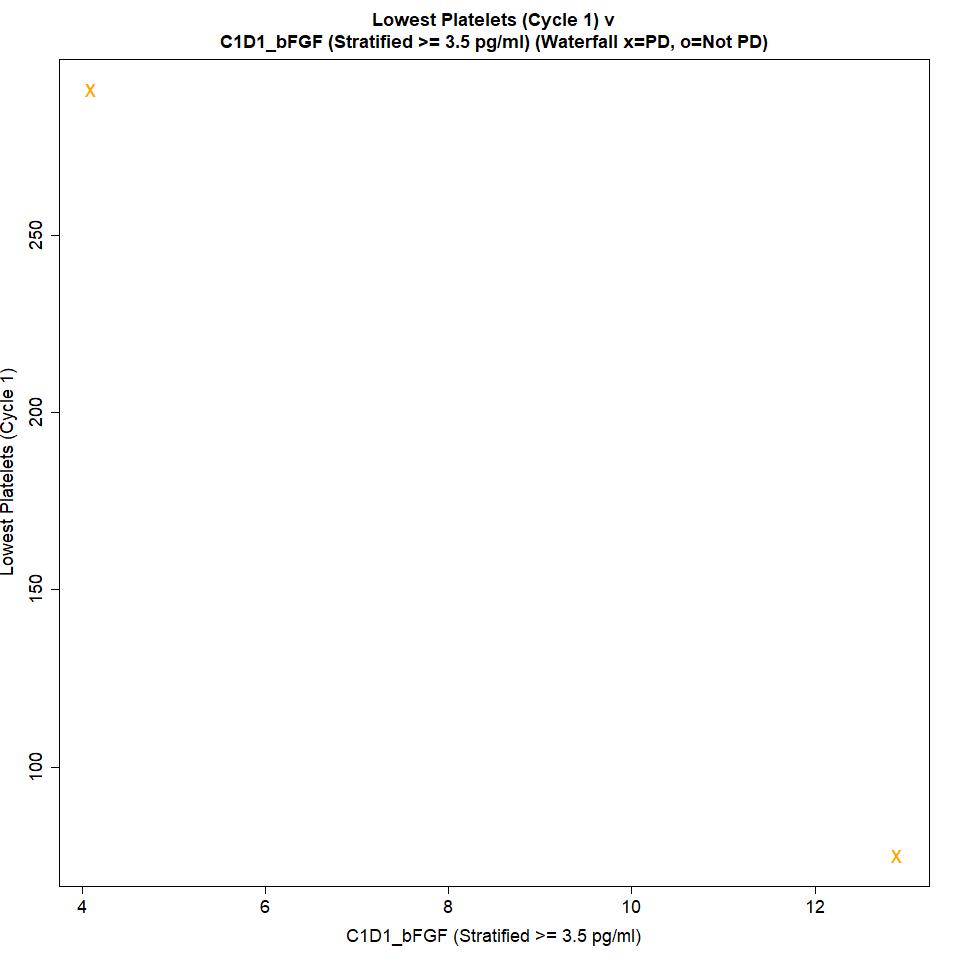 Lowest Platelets (Cycle 1) v
C1D1_bFGF (Stratified >= 3.5 pg/ml) (Waterfall x=PD, o=Not PD)
X
250
200
150
100
Lowest Platelets (Cycle 1)
X
4 6 8 10 12
C1D1_bFGF (Stratified >= 3.5 pg/ml)